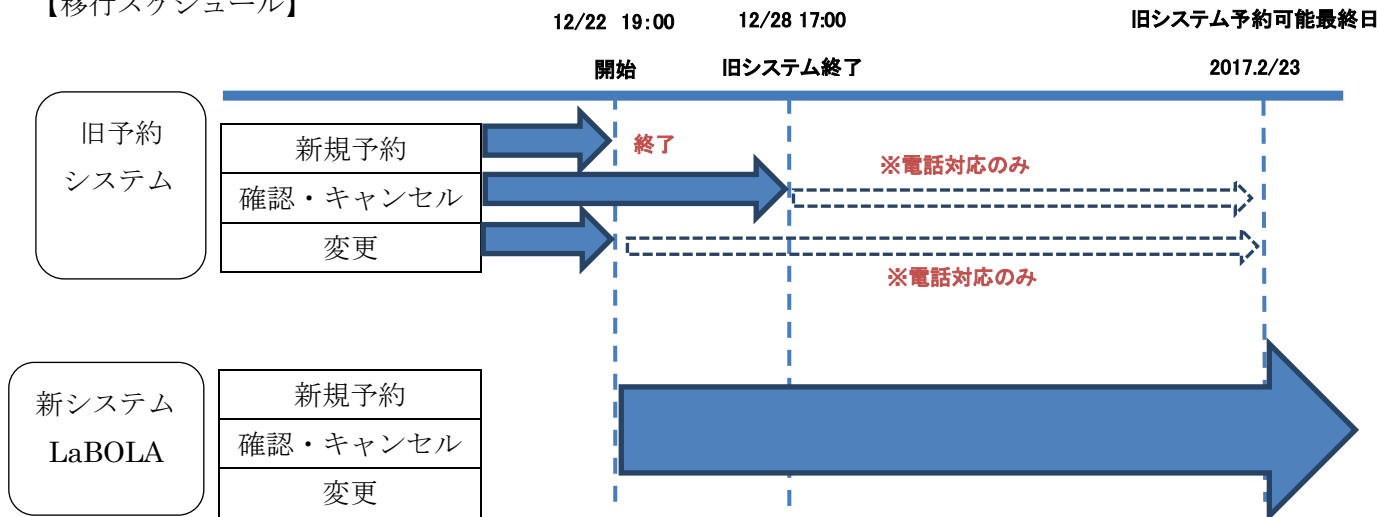 【移行スケジュール】
12/22 19:00
12/28 17:00
旧システム予約可能最終日
開始
旧システム終了
2017.2/23
旧予約
システム
新規予約
確認・キャンセル
変更
終了
※電話対応のみ
※電話対応のみ
新システム
LaBOLA
新規予約
確認・キャンセル
変更